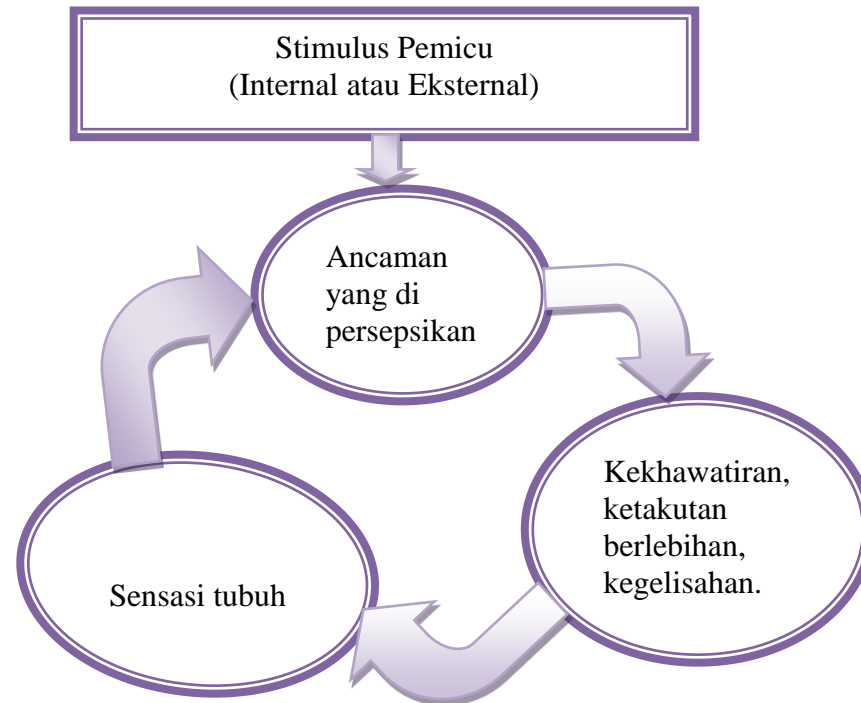 Stimulus Pemicu
(Internal atau Eksternal)
Ancaman
yang di
persepsikan
Kekhawatiran,
ketakutan
berlebihan,
kegelisahan.
Sensasi tubuh